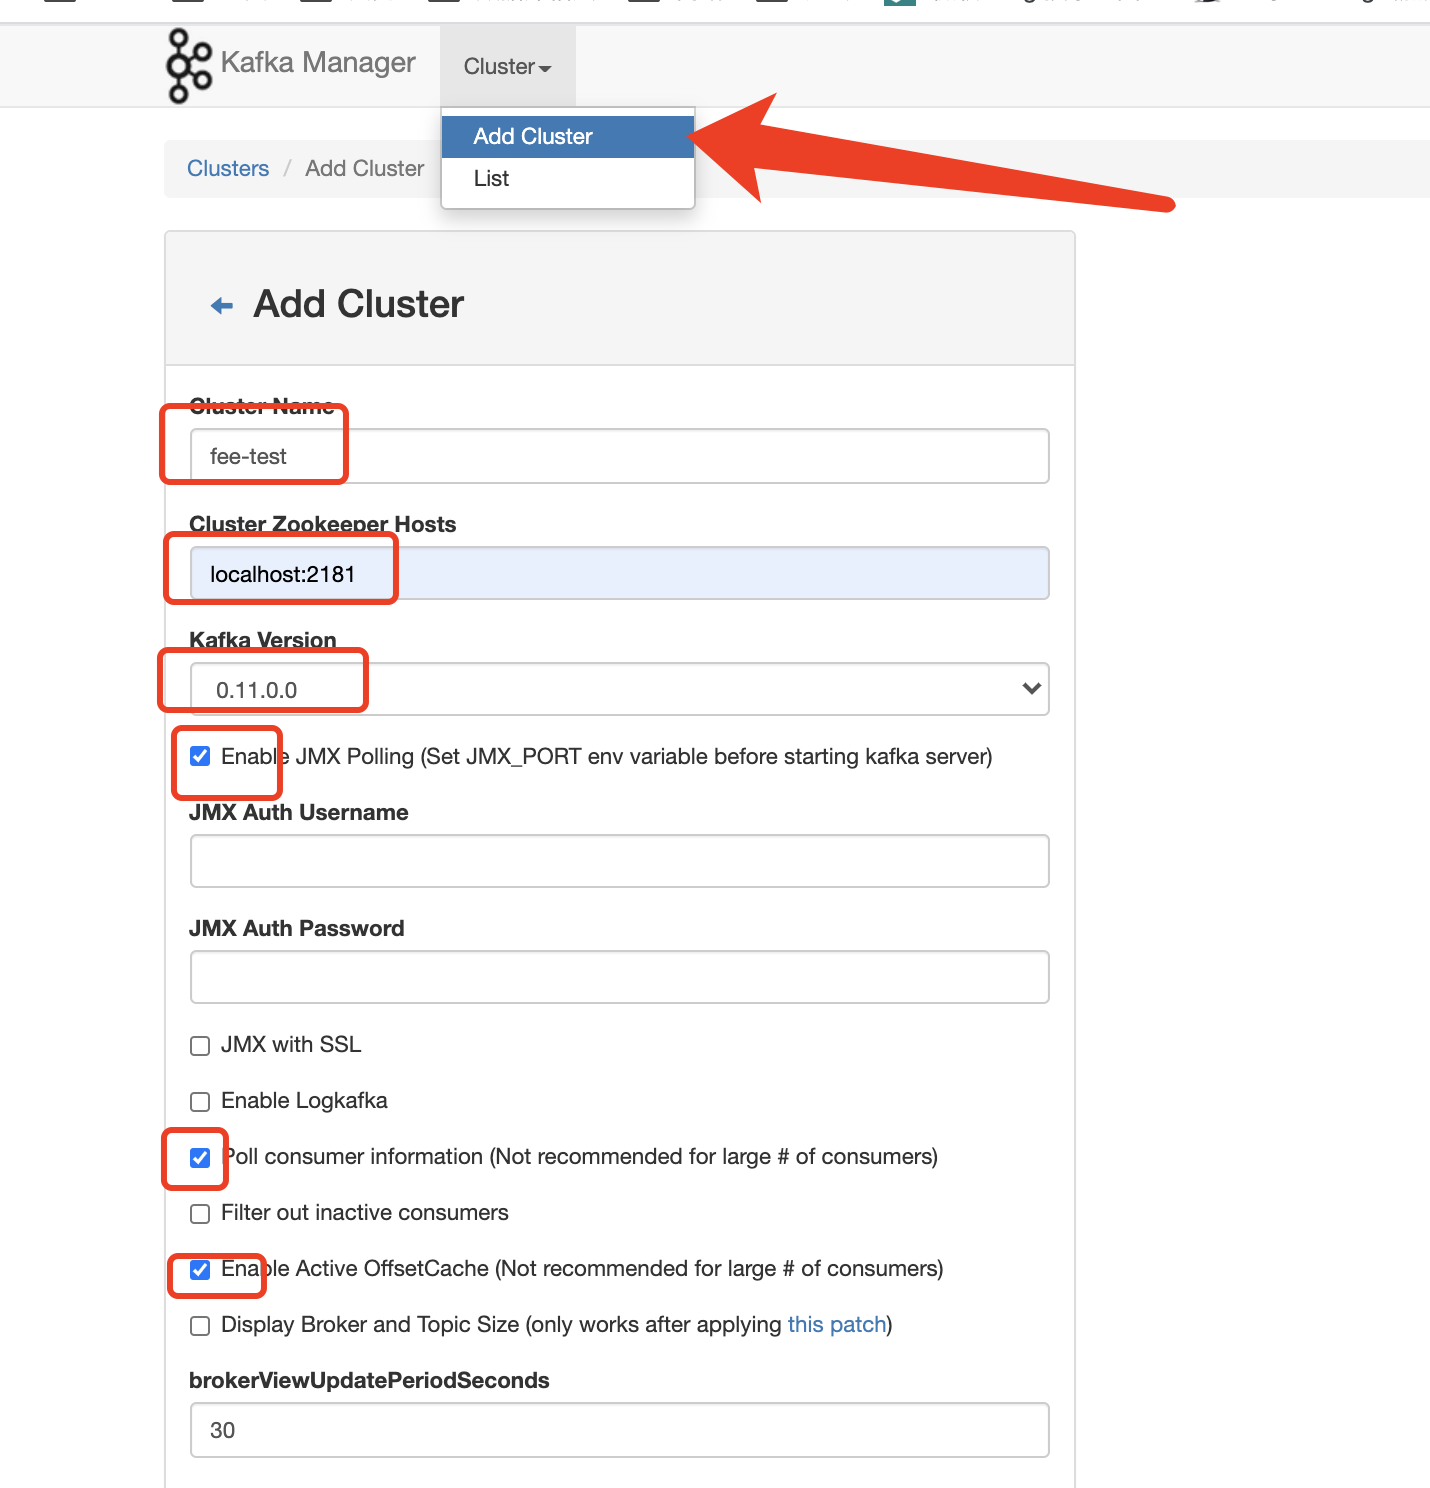 Kafka Manager
Cluster
Add Cluster
List
Clusters / Add Cluster
Add Cluster
Cluster Name
fee-test
Cluster Zookeeper Hosts
localhost:2181
Kafka Version
0.11.0.0
Enable JMX Polling (Set JMX_PORT env variable before starting kafka server)
JMX Auth Username
JMX Auth Password
JMX with SSL
Enable Logkafka
Poll consumer information (Not recommended for large # of consumers)
Filter out inactive consumers
Enable Active OffsetCache (Not recommended for large # of consumers)
Display Broker and Topic Size (only works after applying this patch)
brokerViewUpdatePeriodSeconds
30